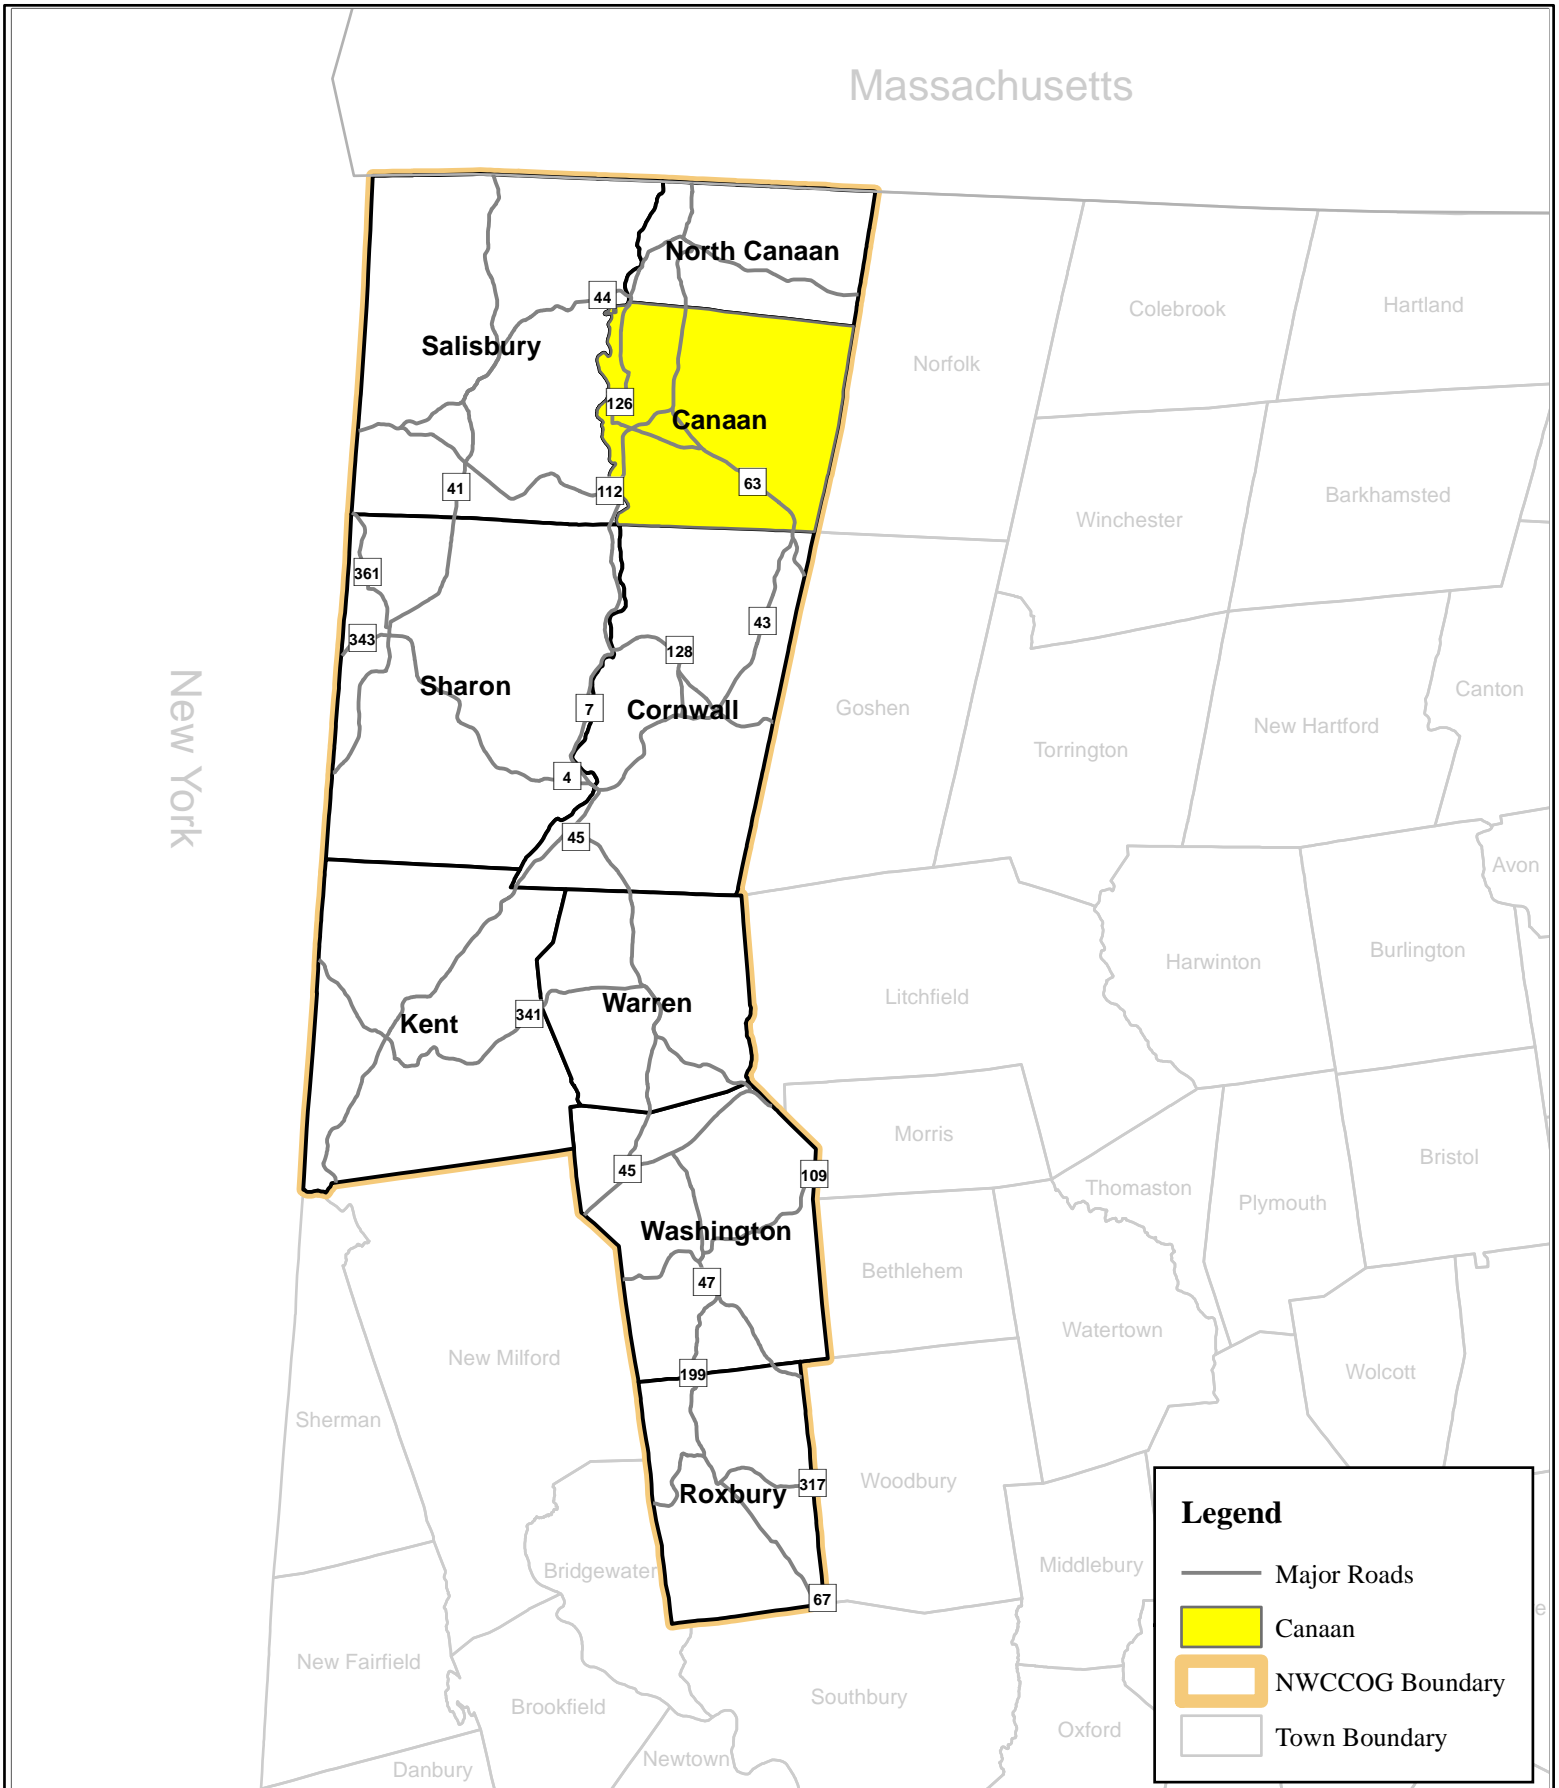 Massachusetts
North Canaan
44
Colebrook
Hartland
Salisbury
Norfolk
126
Canaan
41
112
63
Barkhamsted
Winchester
361
343
43
128
New York
Sharon
7
Cornwall
Goshen
Canton
New Hartford
Torrington
4
45
Avon
Burlington
Harwinton
Litchfield
Warren
341
Kent
Morris
Bristol
45
109
Thomaston
Plymouth
Washington
Bethlehem
47
Watertown
New Milford
199
Wolcott
Sherman
Woodbury
317
Roxbury
Legend
Middlebury
Bridgewater
Major Roads
67
e
Canaan
New Fairfield
NWCCOG Boundary
Southbury
Brookfield
Oxford
Town Boundary
Newtown
Danbury